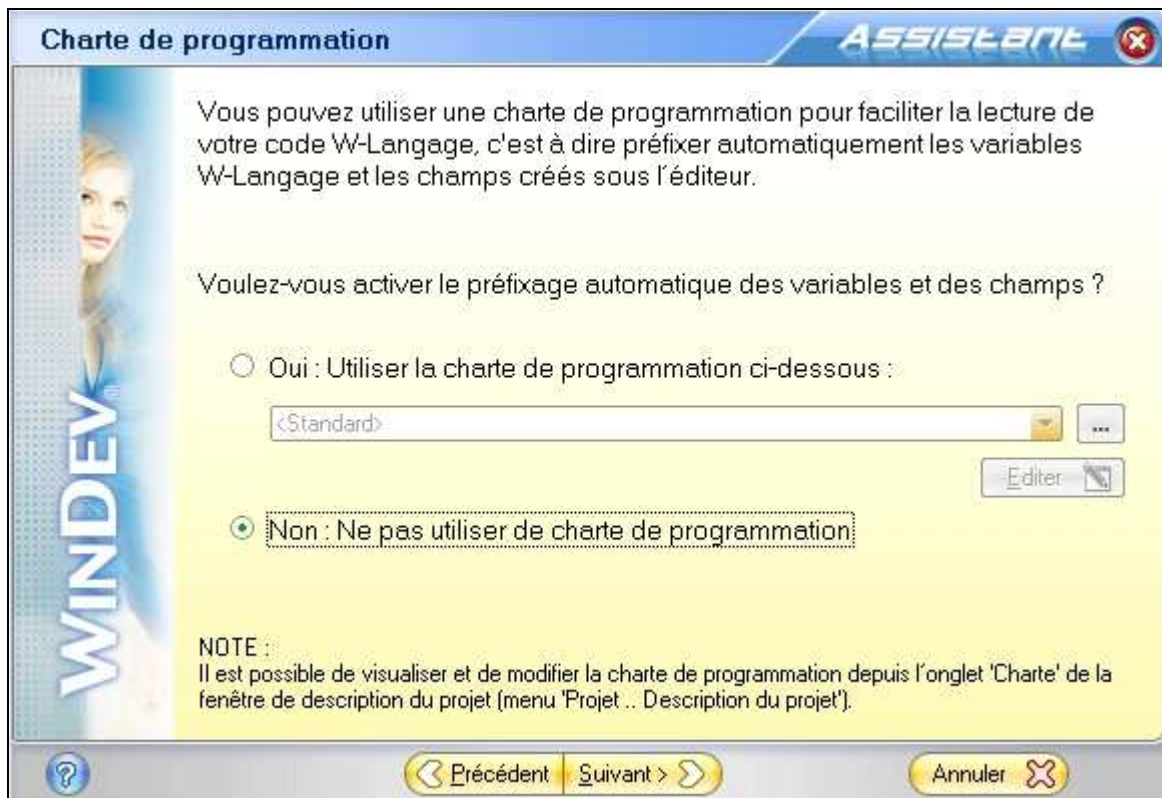 Charte de programmation
Assistant
Vous pouvez utiliser une charte de programmation pour faciliter la lecture de
votre code W-Langage, c'est à dire préfixer automatiquement les variables
W-Langage et les champs créés sous l'éditeur.
Voulez-vous activer le préfixage automatique des variables et des champs ?
Oui : Utiliser la charte de programmation ci-dessous :
<Standard>
...
Editer
Non : Ne pas utiliser de charte de programmation
NOTE :
Il est possible de visualiser et de modifier la charte de programmation depuis l'onglet 'Charte' de la
fenêtre de description du projet (menu 'Projet .. Description du projet').
WINDEV
?
Précédent
Suivant >
Annuler